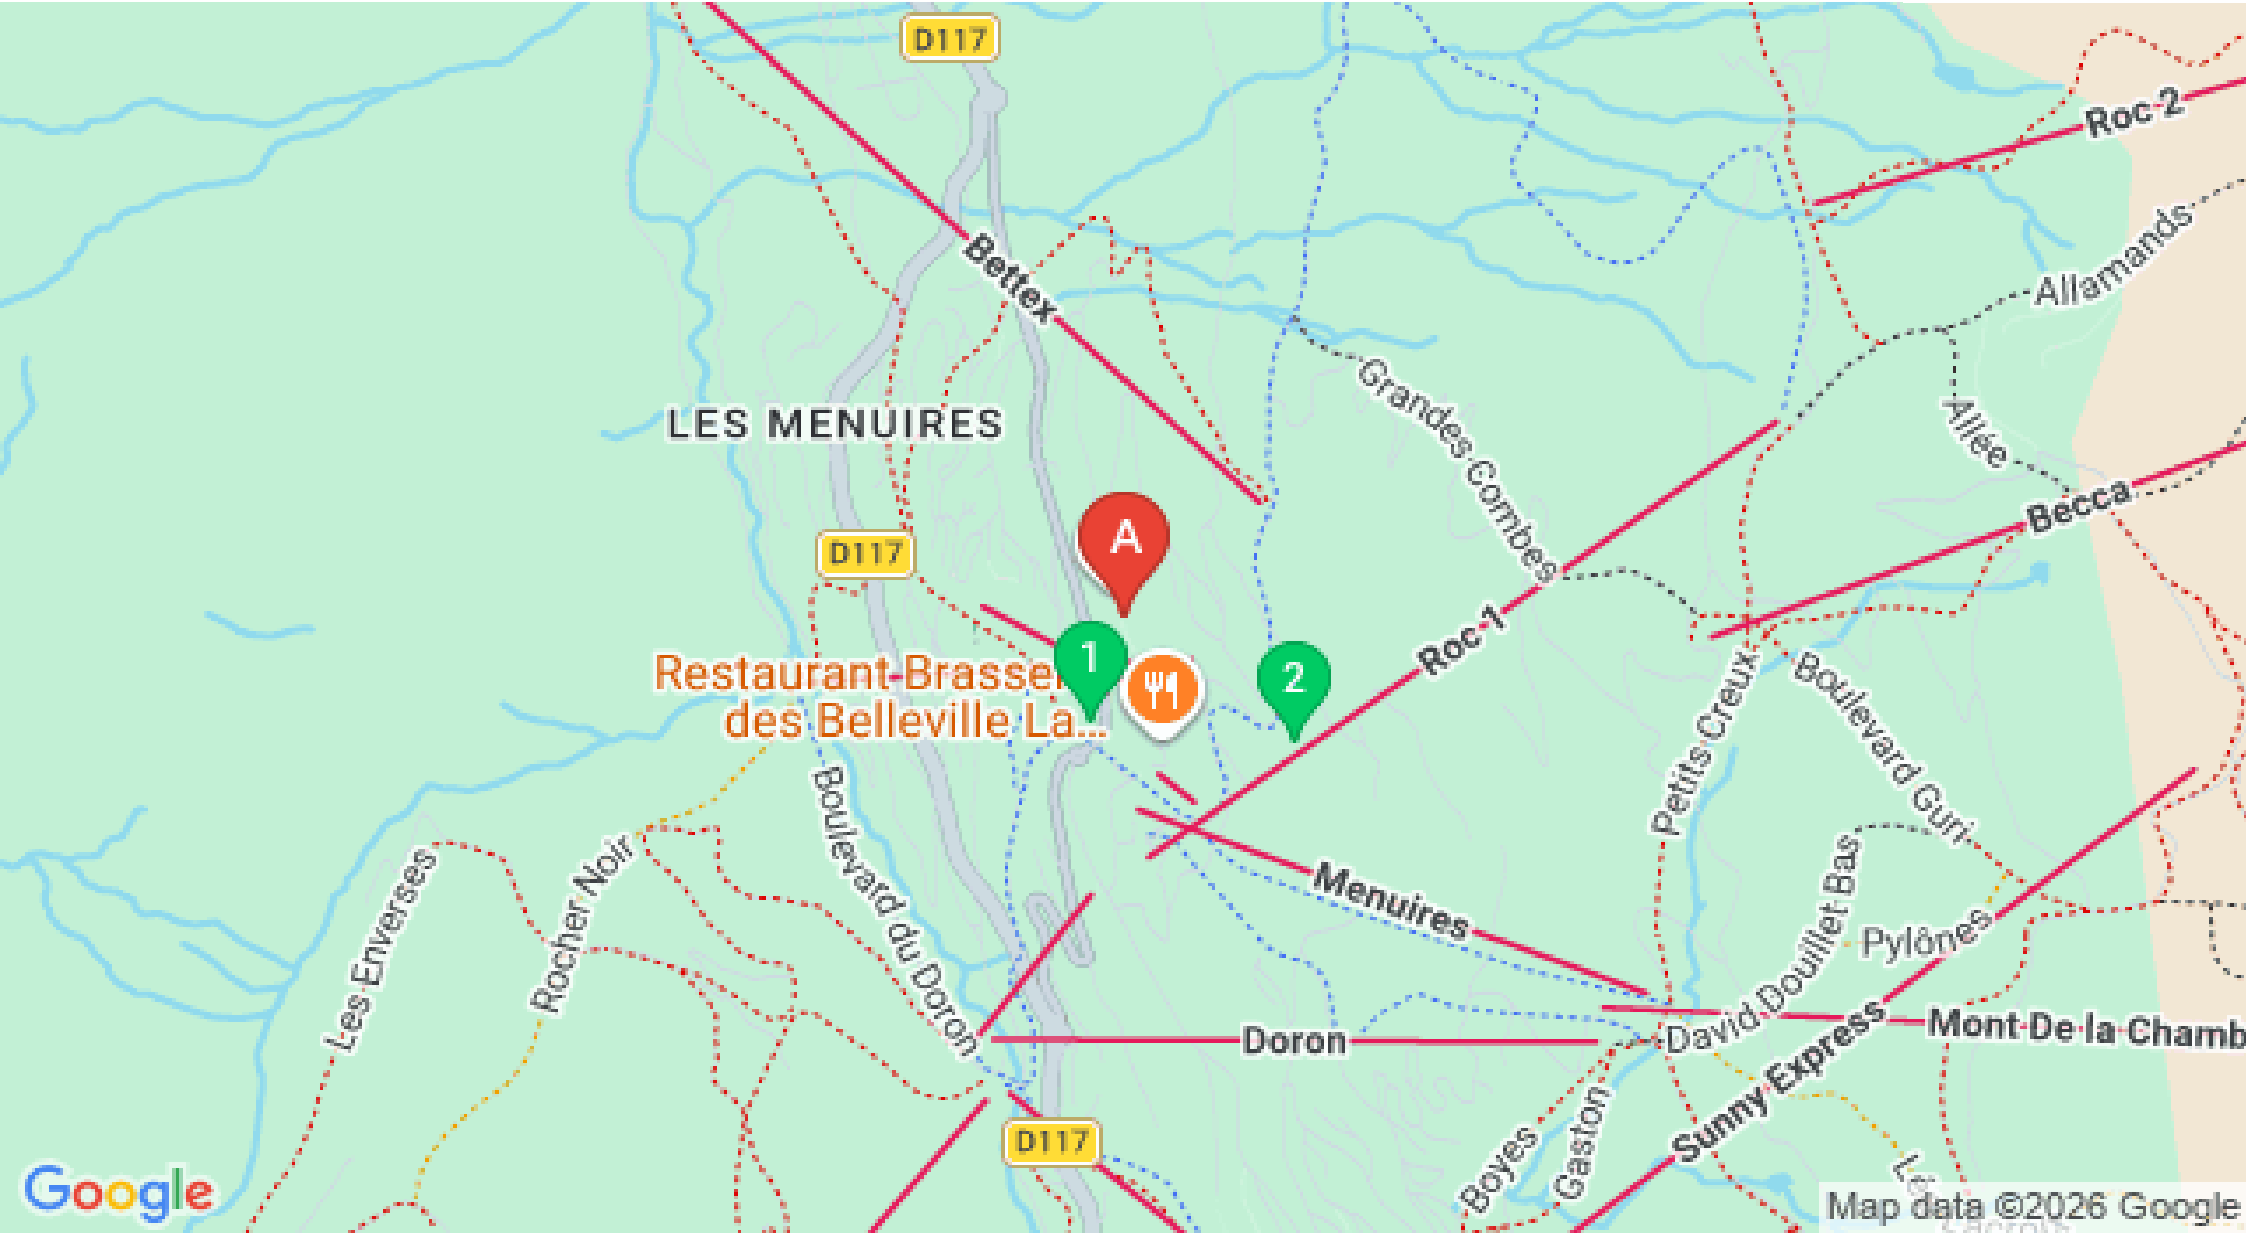 D117
Roc 2
Allamands
Bettex
Grandes Combes
Allée
LES MENUIRES
Becca
A
D117
Roc 1
1
2
Restaurant Brasser
des Belleville La...
Petits Creux
Boulevard Guri
Boulevard du Doron
Rocher Noir
Les Enverses
Menuires
David Douillet Bas
Pylônes
Doron
Mont De la Chamb
Sunny Express
D117
Boyes
Gaston
Google
Map data ©2026 Google